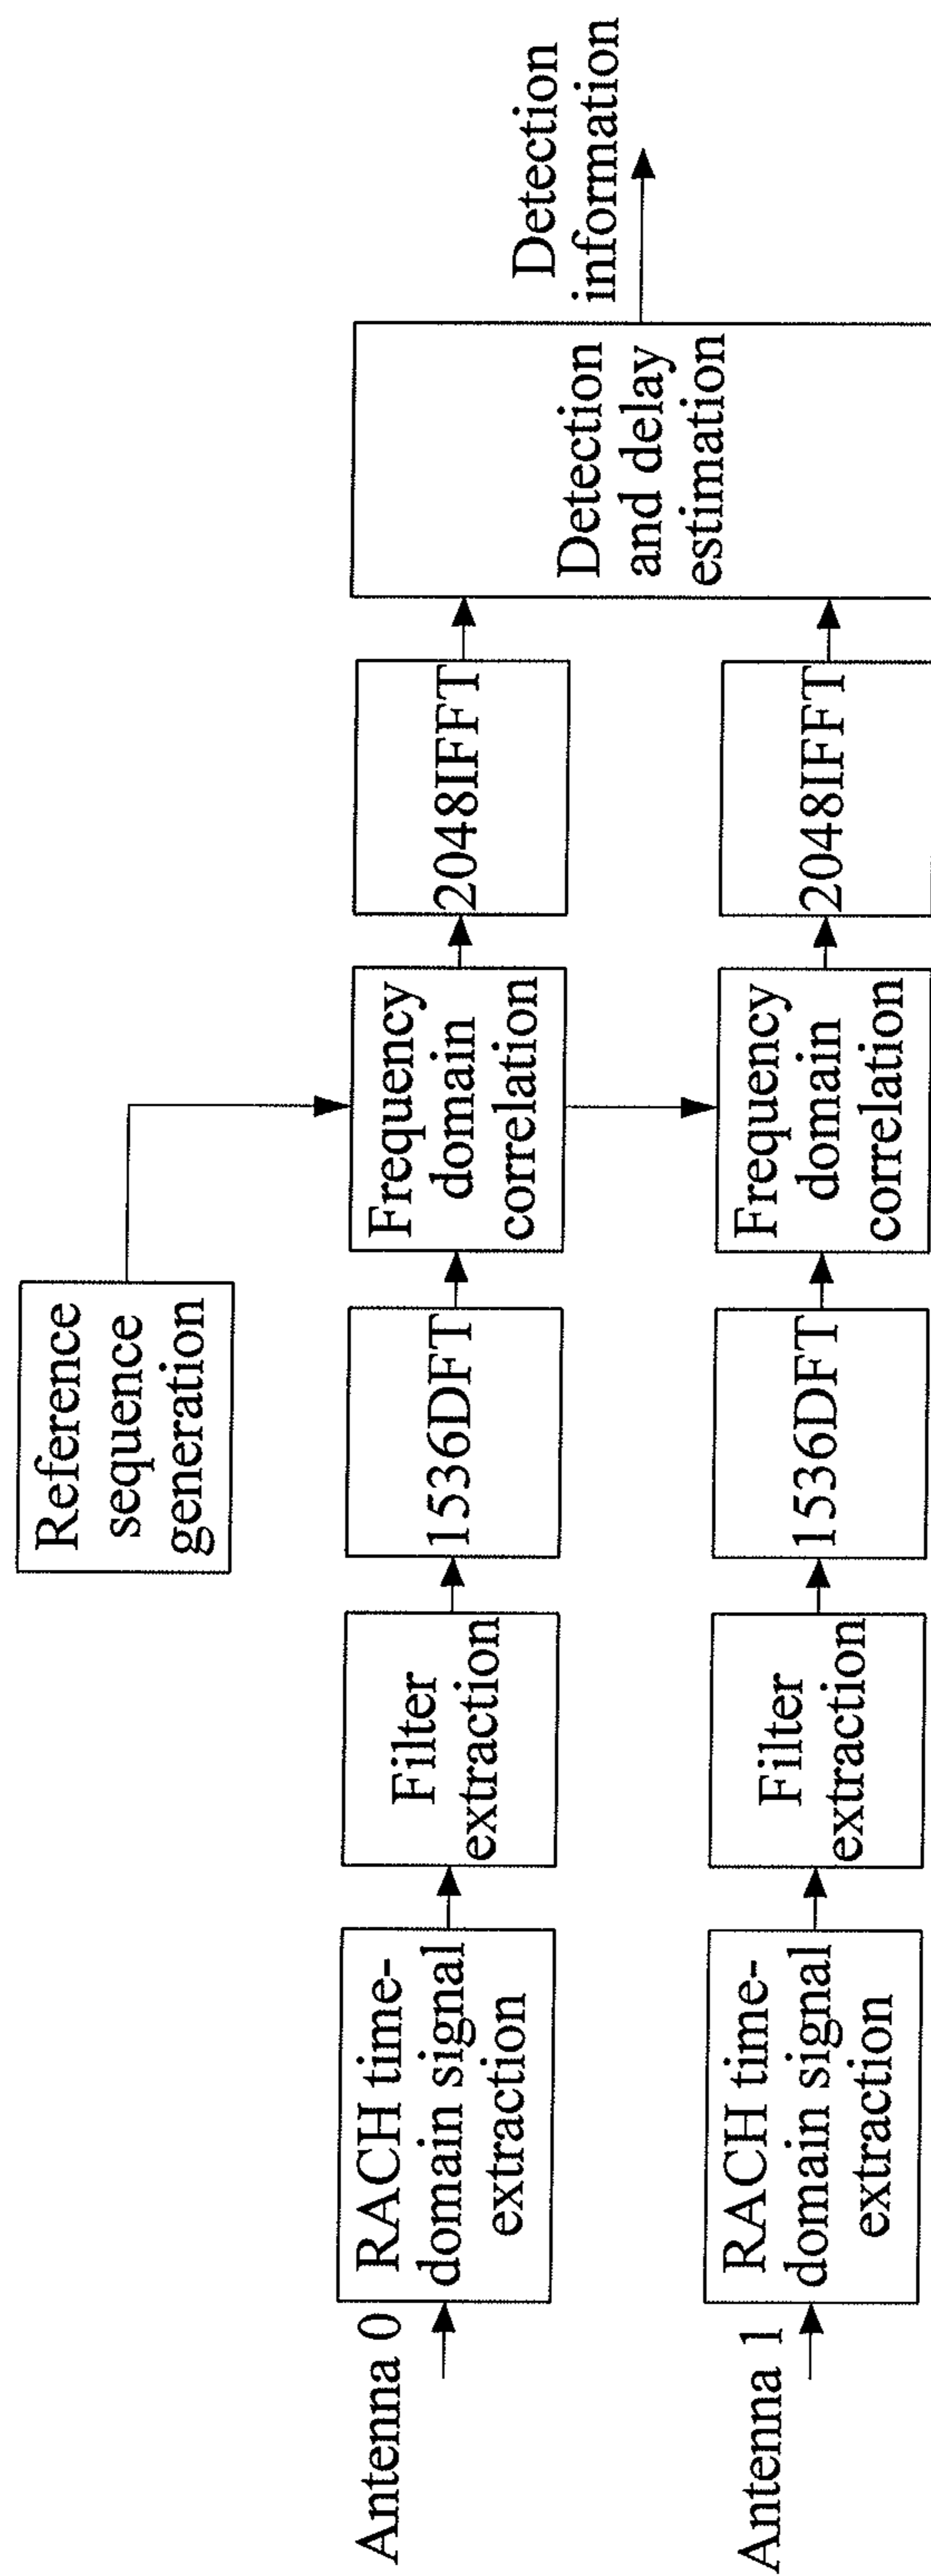 Reference
sequence
generation
Antenna 0
RACH time-
domain signal
extraction
Filter
extraction
1536DFT
Frequency
domain
correlation
2048IFFT
Antenna 1
RACH time-
domain signal
extraction
Filter
extraction
1536DFT
Frequency
domain
correlation
2048IFFT
Detection
and delay
estimation
Detection
information